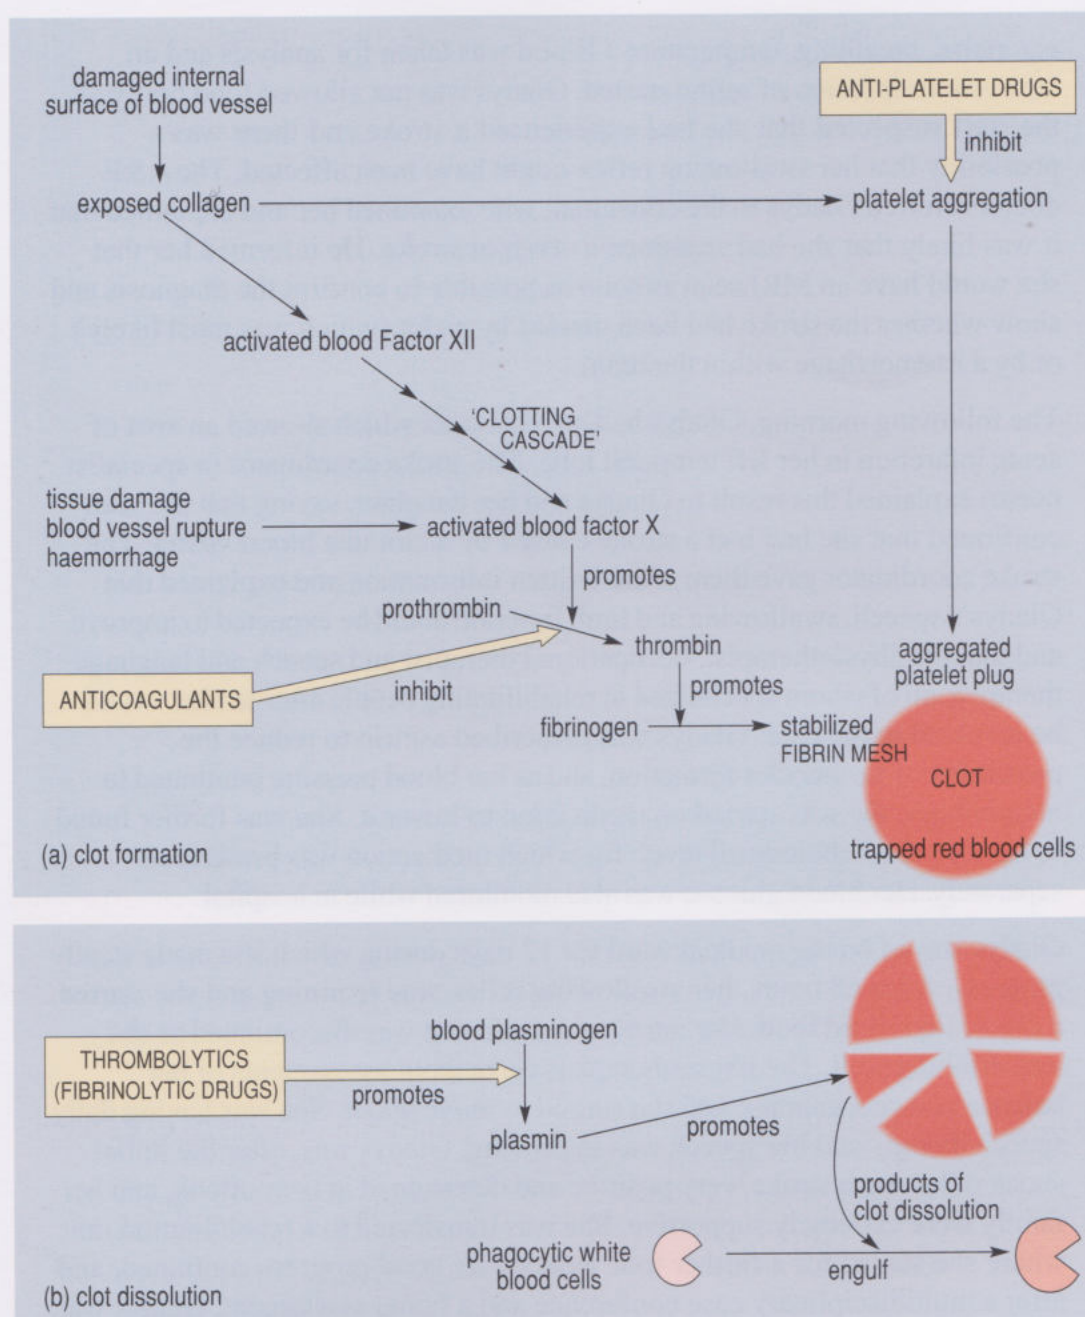 damaged internal
surface of blood vessel
ANTI-PLATELET DRUGS
inhibit
exposed collagen
platelet aggregation
activated blood Factor XII
'CLOTTING
CASCADE'
tissue damage
blood vessel rupture
haemorrhage
activated blood factor X
promotes
prothrombin
thrombin
ANTICOAGULANTS
inhibit
promotes
fibrinogen
stabilized
FIBRIN MESH
aggregated
platelet plug
CLOT
trapped red blood cells
(a) clot formation
blood plasminogen
THROMBOLYTICS
(FIBRINOLYTIC DRUGS)
promotes
plasmin
promotes
products of
clot dissolution
phagocytic white
blood cells
engulf
(b) clot dissolution